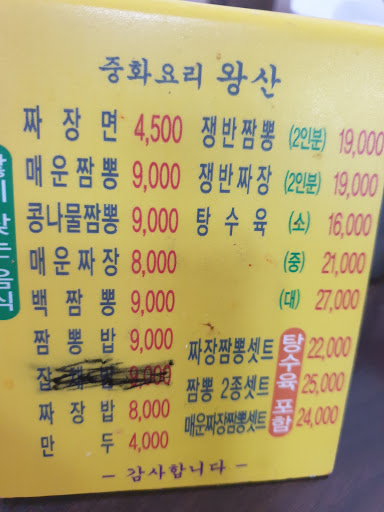 중화요리 왕산
짜장면 4,500 쟁반짬뽕 (2인분) 19,000
매운짬뽕 9,000 쟁반짜장 (2인분) 19,000
콩나물짬뽕 9,000 탕수육 (소) 16,000
매운짜장 8,000 (중) 21,000
백짬뽕 9,000 (대) 27,000
짬뽕밥 9,000 짜장짬뽕셋트 22,000
9,000 짬뽕 2종셋트 25,000
짜장밥 8,000 매운짜장짬뽕셋트 24,000
만두 4,000
탕수육 포함
- 감사합니다 -
맞는음식